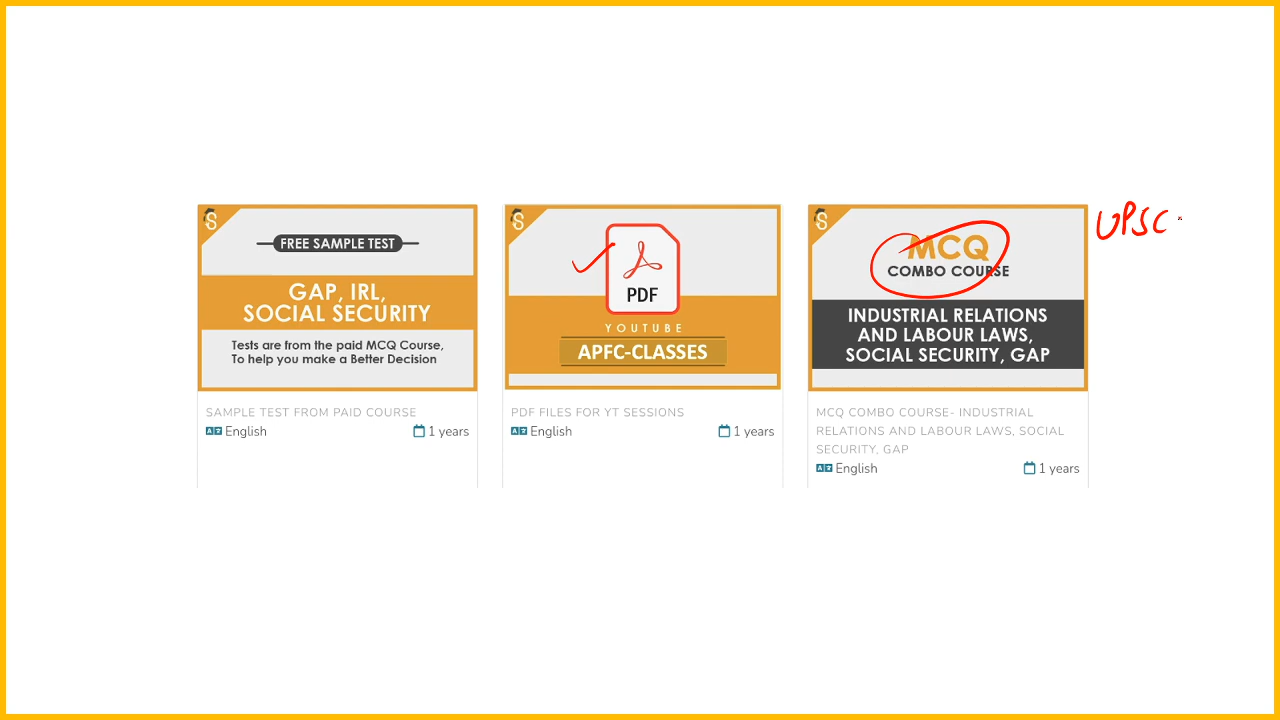 FREE SAMPLE TEST
GAP, IRL,
SOCIAL SECURITY
Tests are from the paid MCQ Course,
To help you make a Better Decision
SAMPLE TEST FROM PAID COURSE
English
1 years
PDF
YOUTUBE
APFC-CLASSES
PDF FILES FOR YT SESSIONS
English
1 years
MCQ
COMBO COURSE
INDUSTRIAL RELATIONS
AND LABOUR LAWS,
SOCIAL SECURITY, GAP
MCQ COMBO COURSE- INDUSTRIAL
RELATIONS AND LABOUR LAWS, SOCIAL
SECURITY, GAP
English
1 years
UPSC